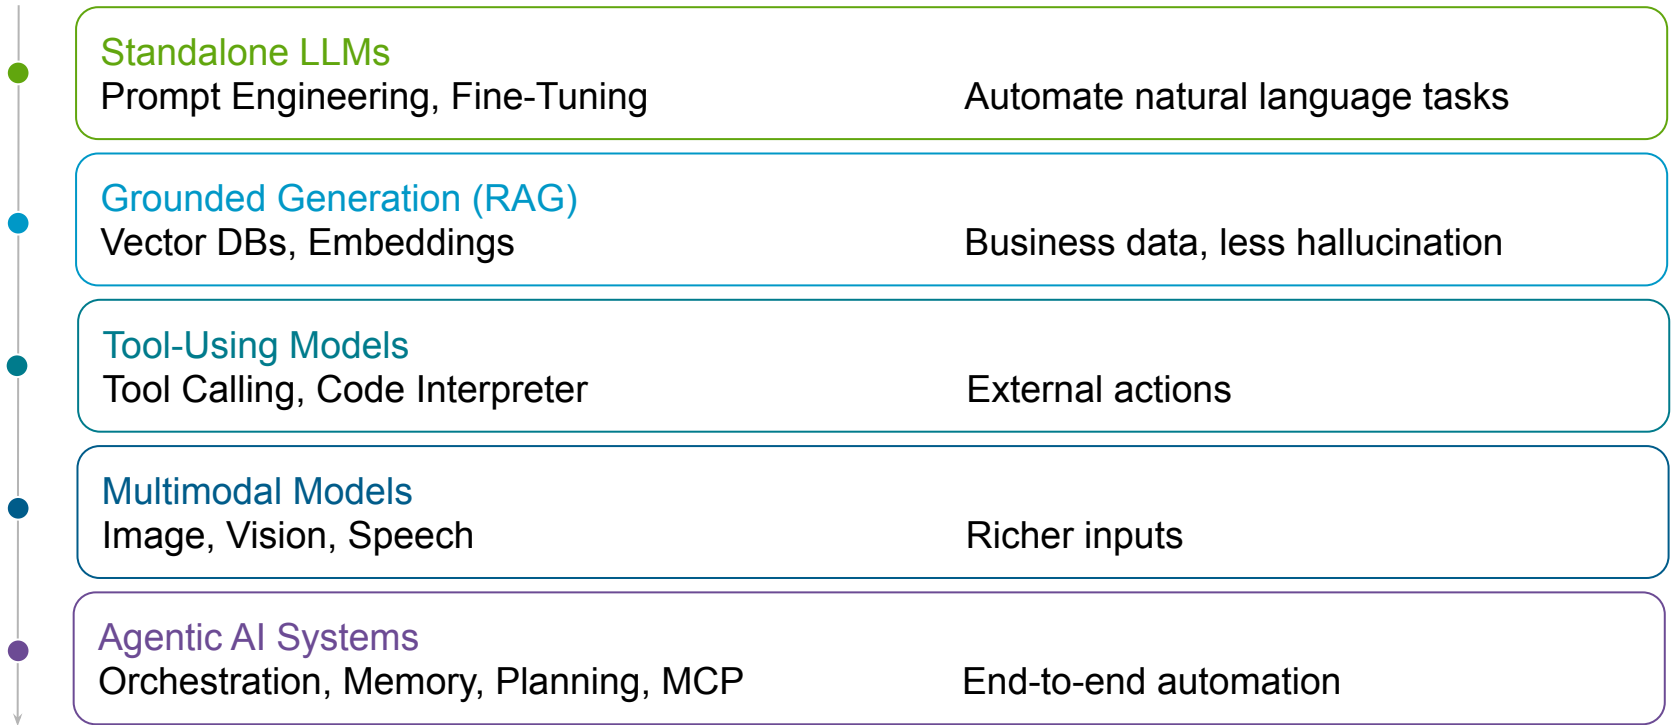 Standalone LLMs
Prompt Engineering, Fine-Tuning
Automate natural language tasks
Grounded Generation (RAG)
Vector DBs, Embeddings
Business data, less hallucination
Tool-Using Models
Tool Calling, Code Interpreter
External actions
Multimodal Models
Image, Vision, Speech
Richer inputs
Agentic AI Systems
Orchestration, Memory, Planning, MCP
End-to-end automation